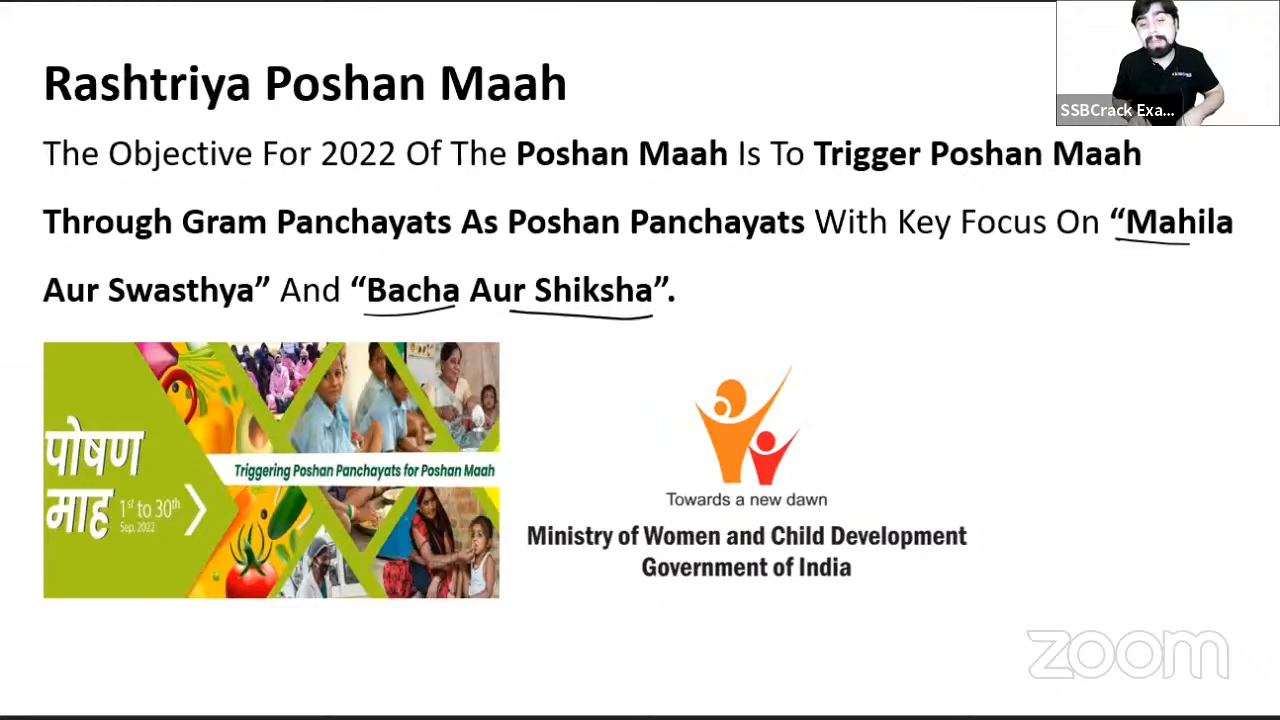 Rashtriya Poshan Maah
SSBCrack Exa...
The Objective For 2022 Of The Poshan Maah Is To Trigger Poshan Maah
Through Gram Panchayats As Poshan Panchayats With Key Focus On “Mahila
Aur Swasthya” And “Bacha Aur Shiksha”.
पोषण
माह
1st to 30th
Sep. 2022
Triggering Poshan Panchayats for Poshan Maah
Towards a new dawn
Ministry of Women and Child Development
Government of India
zoom